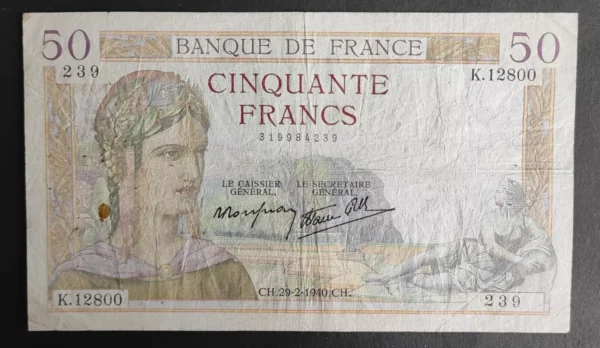 50 BANQUE DE FRANCE 50
239 K.12800
CINQUANTE
FRANCS
319984239
LE CAISSIER LE SECRETAIRE
GÉNÉRAL, GÉNÉRAL,
K.12800 CH.29-2-1940.CH. 239